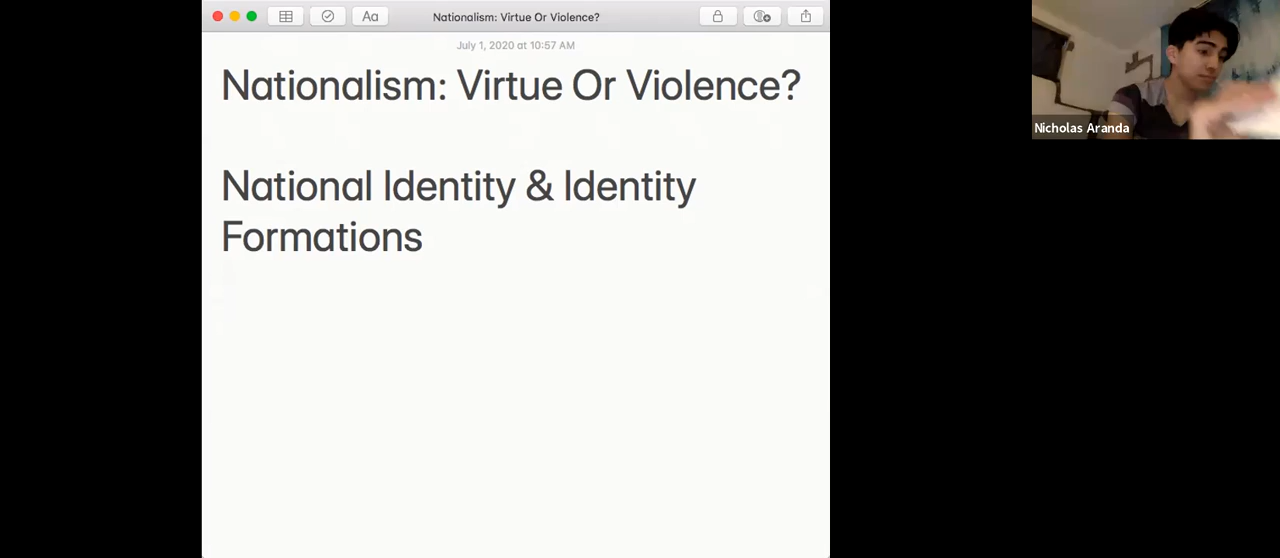 Aa
Nationalism: Virtue Or Violence?
July 1, 2020 at 10:57 AM
Nationalism: Virtue Or Violence?
National Identity & Identity
Formations
Nicholas Aranda